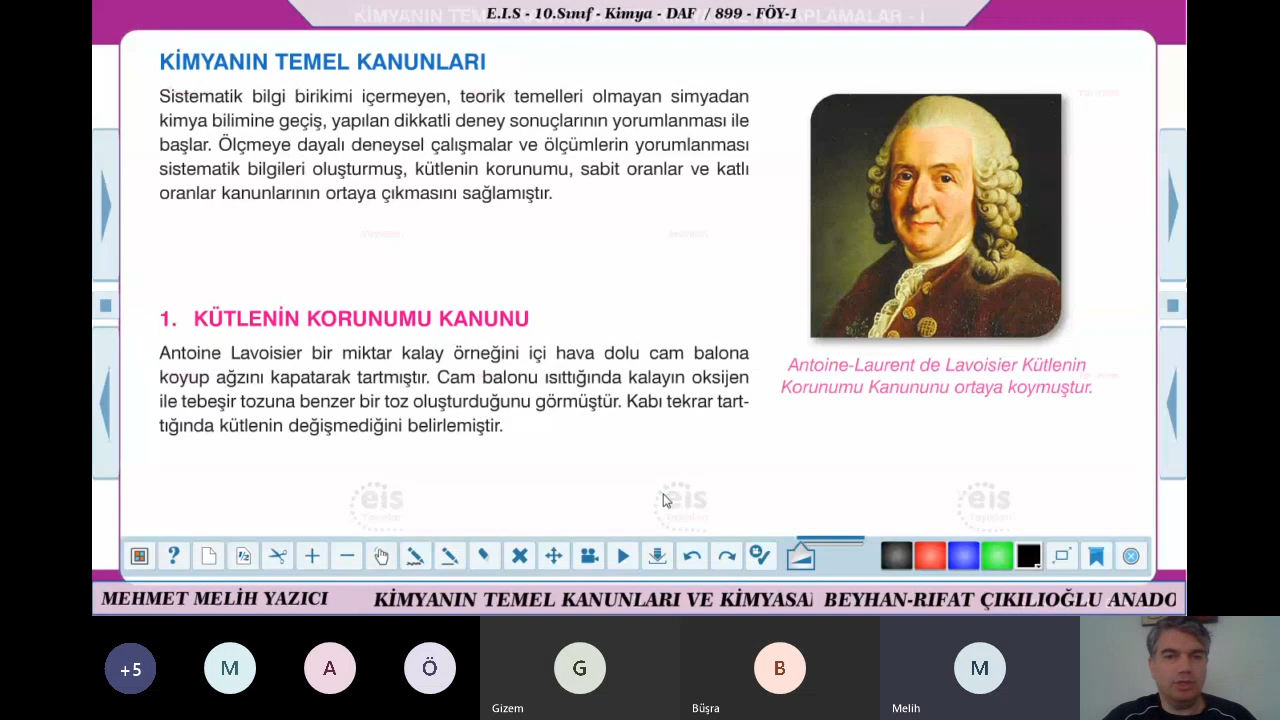 E.I.S - 10.Sınıf - Kimya - DAF / 899 - FÖY-1
KİMYANIN TEMEL KANUNLARI
Sistematik bilgi birikimi içermeyen, teorik temelleri olmayan simyadan
kimya bilimine geçiş, yapılan dikkatli deney sonuçlarının yorumlanması ile
başlar. Ölçmeye dayalı deneysel çalışmalar ve ölçümlerin yorumlanması
sistematik bilgileri oluşturmuş, kütlenin korunumu, sabit oranlar ve katlı
oranlar kanunlarının ortaya çıkmasını sağlamıştır.
1. KÜTLENİN KORUNUMU KANUNU
Antoine Lavoisier bir miktar kalay örneğini içi hava dolu cam balona
koyup ağzını kapatarak tartmıştır. Cam balonu ısıttığında kalayın oksijen
ile tebeşir tozuna benzer bir toz oluşturduğunu görmüştür. Kabı tekrar tart-
tığında kütlenin değişmediğini belirlemiştir.
Antoine-Laurent de Lavoisier Kütlenin
Korunumu Kanununu ortaya koymuştur.
eis eis eis
MEHMET MELİH YAZICI KİMYANIN TEMEL KANUNLARI VE KİMYASAI BEYHAN-RIFAT ÇIKILIOĞLU ANADO
+5 M A Ö G B M
Gizem Büşra Melih